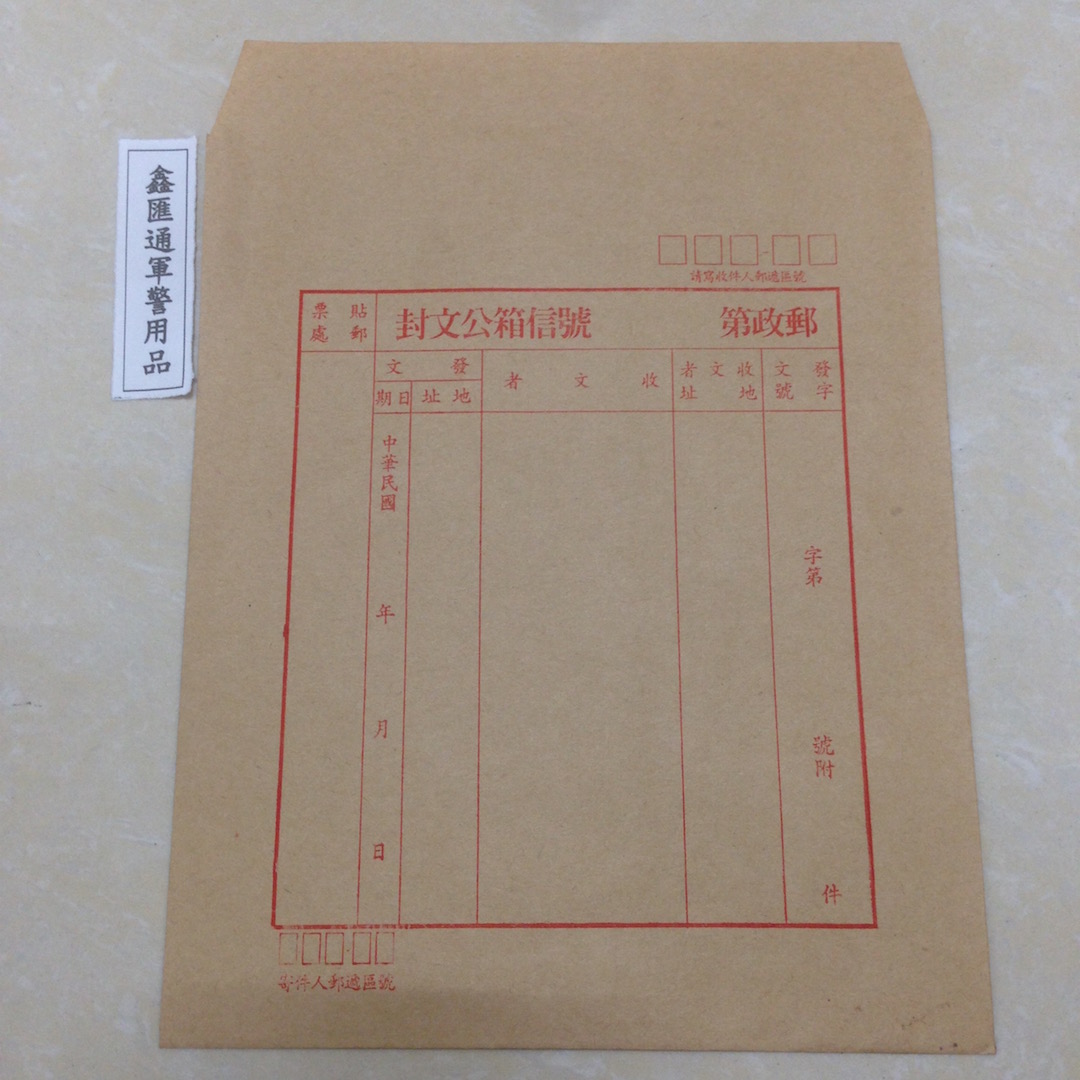 鑫匯通軍警用品
請寫收件人郵遞區號
郵政第 號信箱公文封
發文
字號
收文者
地址
收文者
發文
地址
日期
貼郵
票處
字第 號附 件
中華民國 年 月 日
寄件人郵遞區號